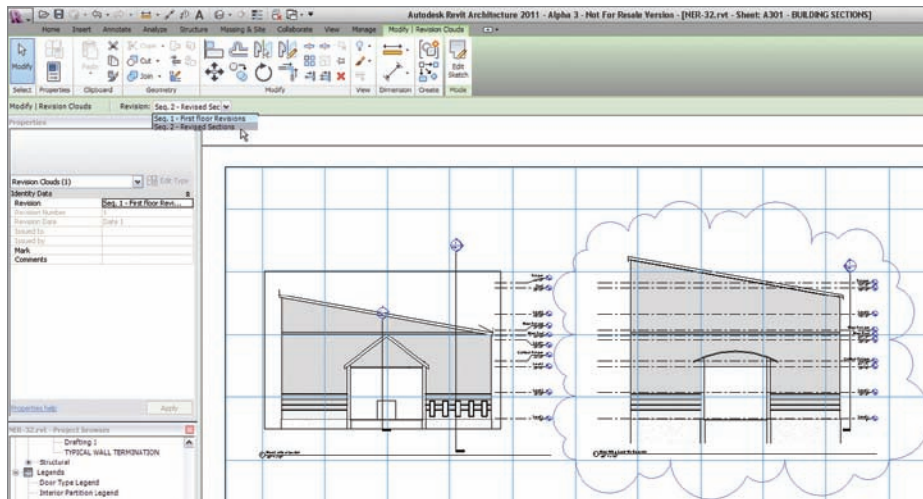 Autodesk Revit Architecture 2011 - Alpha 3 - Not For Resale Version - [NER-32.rvt - Sheet: A301 - BUILDING SECTIONS]
Home Insert Annotate Analyze Structure Massing & Site Collaborate View Manage Modify | Revision Clouds
Modify
Properties
Paste
Cope
Cut
Join
Edit
Sketch
Select Properties Clipboard Geometry Modify View Dimension Create Mode
Modify | Revision Clouds Revision: Seq. 2 - Revised Sec
Seq. 1 - First floor Revisions
Seq. 2 - Revised Sections
Properties
Revision Clouds (1) Edit Type
Identity Data
Revision Seq. 1 - First floor Revi...
Revision Number 1
Revision Date Date 1
Issued to
Issued by
Mark
Comments
Properties help Apply
NER-32.rvt - Project browser
Drafting 1
TYPICAL WALL TERMINATION
Structural
Legends
Door Type Legend
Interior Partition Legend